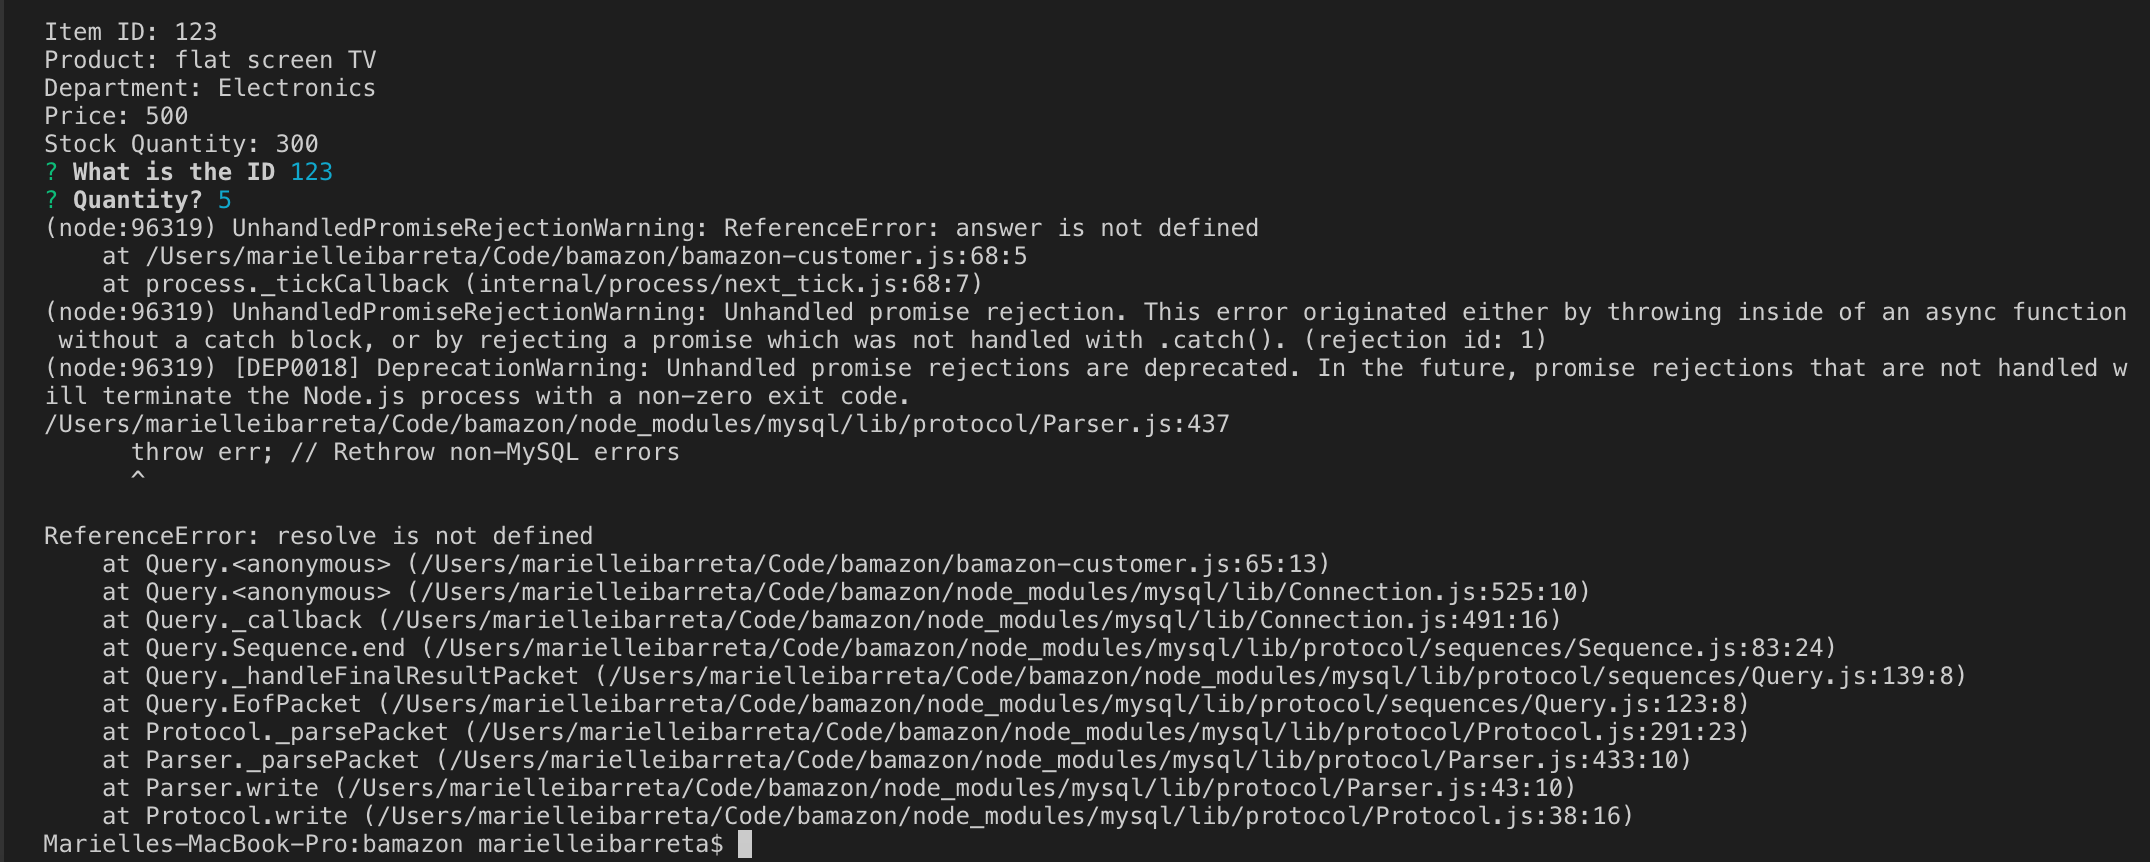 Item ID: 123
Product: flat screen TV
Department: Electronics
Price: 500
Stock Quantity: 300
? What is the ID 123
? Quantity? 5
(node:96319) UnhandledPromiseRejectionWarning: ReferenceError: answer is not defined
    at /Users/marielleibarreta/Code/bamazon/bamazon-customer.js:68:5
    at process._tickCallback (internal/process/next_tick.js:68:7)
(node:96319) UnhandledPromiseRejectionWarning: Unhandled promise rejection. This error originated either by throwing inside of an async function
 without a catch block, or by rejecting a promise which was not handled with .catch(). (rejection id: 1)
(node:96319) [DEP0018] DeprecationWarning: Unhandled promise rejections are deprecated. In the future, promise rejections that are not handled w
ill terminate the Node.js process with a non-zero exit code.
/Users/marielleibarreta/Code/bamazon/node_modules/mysql/lib/protocol/Parser.js:437
      throw err; // Rethrow non-MySQL errors
      ^

ReferenceError: resolve is not defined
    at Query.<anonymous> (/Users/marielleibarreta/Code/bamazon/bamazon-customer.js:65:13)
    at Query.<anonymous> (/Users/marielleibarreta/Code/bamazon/node_modules/mysql/lib/Connection.js:525:10)
    at Query._callback (/Users/marielleibarreta/Code/bamazon/node_modules/mysql/lib/Connection.js:491:16)
    at Query.Sequence.end (/Users/marielleibarreta/Code/bamazon/node_modules/mysql/lib/protocol/sequences/Sequence.js:83:24)
    at Query._handleFinalResultPacket (/Users/marielleibarreta/Code/bamazon/node_modules/mysql/lib/protocol/sequences/Query.js:139:8)
    at Query.EofPacket (/Users/marielleibarreta/Code/bamazon/node_modules/mysql/lib/protocol/sequences/Query.js:123:8)
    at Protocol._parsePacket (/Users/marielleibarreta/Code/bamazon/node_modules/mysql/lib/protocol/Protocol.js:291:23)
    at Parser._parsePacket (/Users/marielleibarreta/Code/bamazon/node_modules/mysql/lib/protocol/Parser.js:433:10)
    at Parser.write (/Users/marielleibarreta/Code/bamazon/node_modules/mysql/lib/protocol/Parser.js:43:10)
    at Protocol.write (/Users/marielleibarreta/Code/bamazon/node_modules/mysql/lib/protocol/Protocol.js:38:16)
Marielles-MacBook-Pro:bamazon marielleibarreta$